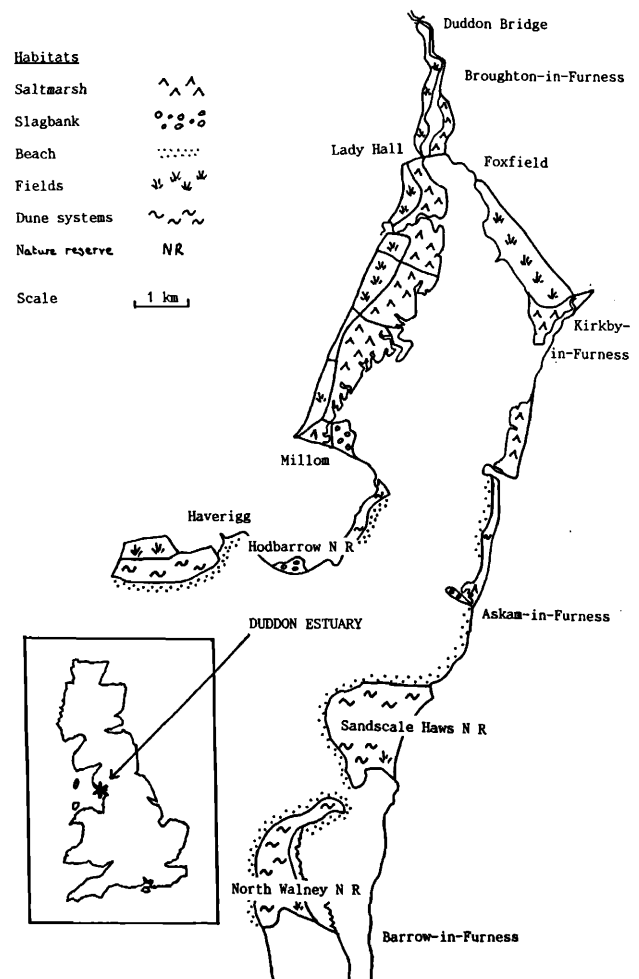 Duddon Bridge
Habitats
Broughton-in-Furness
Saltmarsh
Slagbank
Beach
Lady Hall
Foxfield
Fields
Dune systems
Nature reserve NR
Scale 1 km
Kirkby-
in-Furness
Millom
Haverigg
Hodbarrow N R
Askam-in-Furness
DUDDON ESTUARY
Sandscale Haws N R
North Walney N R
Barrow-in-Furness